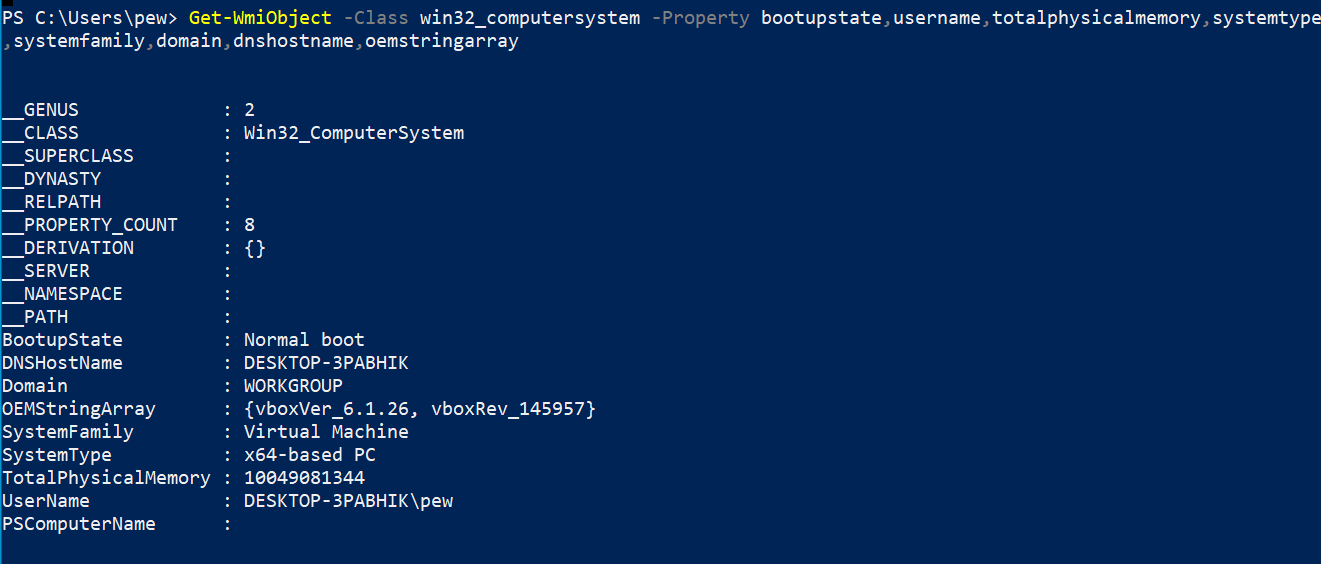 PS C:\Users\pew> Get-WmiObject -Class win32_computersystem -Property bootupstate,username,totalphysicalmemory,systemtype
,systemfamily,domain,dnshostname,oemstringarray
__GENUS : 2
__CLASS : Win32_ComputerSystem
__SUPERCLASS :
__DYNASTY :
__RELPATH :
__PROPERTY_COUNT : 8
__DERIVATION : {}
__SERVER :
__NAMESPACE :
__PATH :
BootupState : Normal boot
DNSHostName : DESKTOP-3PABHIK
Domain : WORKGROUP
OEMStringArray : {vboxVer_6.1.26, vboxRev_145957}
SystemFamily : Virtual Machine
SystemType : x64-based PC
TotalPhysicalMemory : 10049081344
UserName : DESKTOP-3PABHIK\pew
PSComputerName :